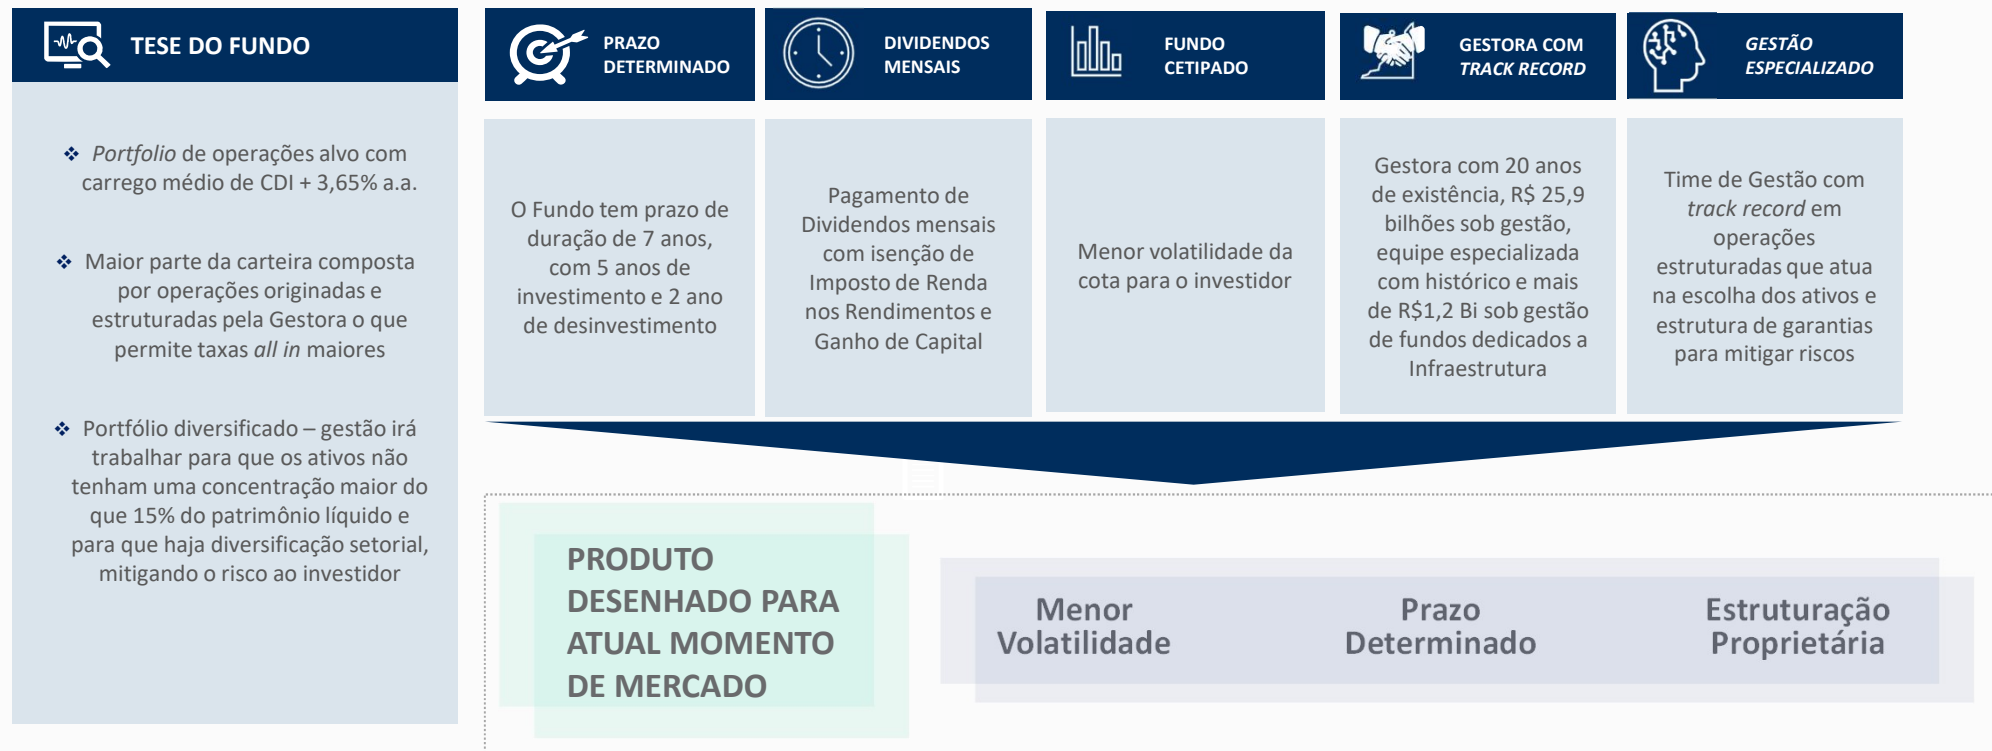 TESE DO FUNDO
❖ Portfolio de operações alvo com
carrego médio de CDI + 3,65% a.a.
❖ Maior parte da carteira composta
por operações originadas e
estruturadas pela Gestora o que
permite taxas all in maiores
❖ Portfólio diversificado – gestão irá
trabalhar para que os ativos não
tenham uma concentração maior do
que 15% do patrimônio líquido e
para que haja diversificação setorial,
mitigando o risco ao investidor
PRAZO
DETERMINADO
O Fundo tem prazo de
duração de 7 anos,
com 5 anos de
investimento e 2 ano
de desinvestimento
DIVIDENDOS
MENSAIS
Pagamento de
Dividendos mensais
com isenção de
Imposto de Renda
nos Rendimentos e
Ganho de Capital
FUNDO
CETIPADO
Menor volatilidade da
cota para o investidor
GESTORA COM
TRACK RECORD
Gestora com 20 anos
de existência, R$ 25,9
bilhões sob gestão,
equipe especializada
com histórico e mais
de R$1,2 Bi sob gestão
de fundos dedicados a
Infraestrutura
GESTÃO
ESPECIALIZADO
Time de Gestão com
track record em
operações
estruturadas que atua
na escolha dos ativos e
estrutura de garantias
para mitigar riscos
PRODUTO
DESENHADO PARA
ATUAL MOMENTO
DE MERCADO
Menor
Volatilidade
Prazo
Determinado
Estruturação
Proprietária